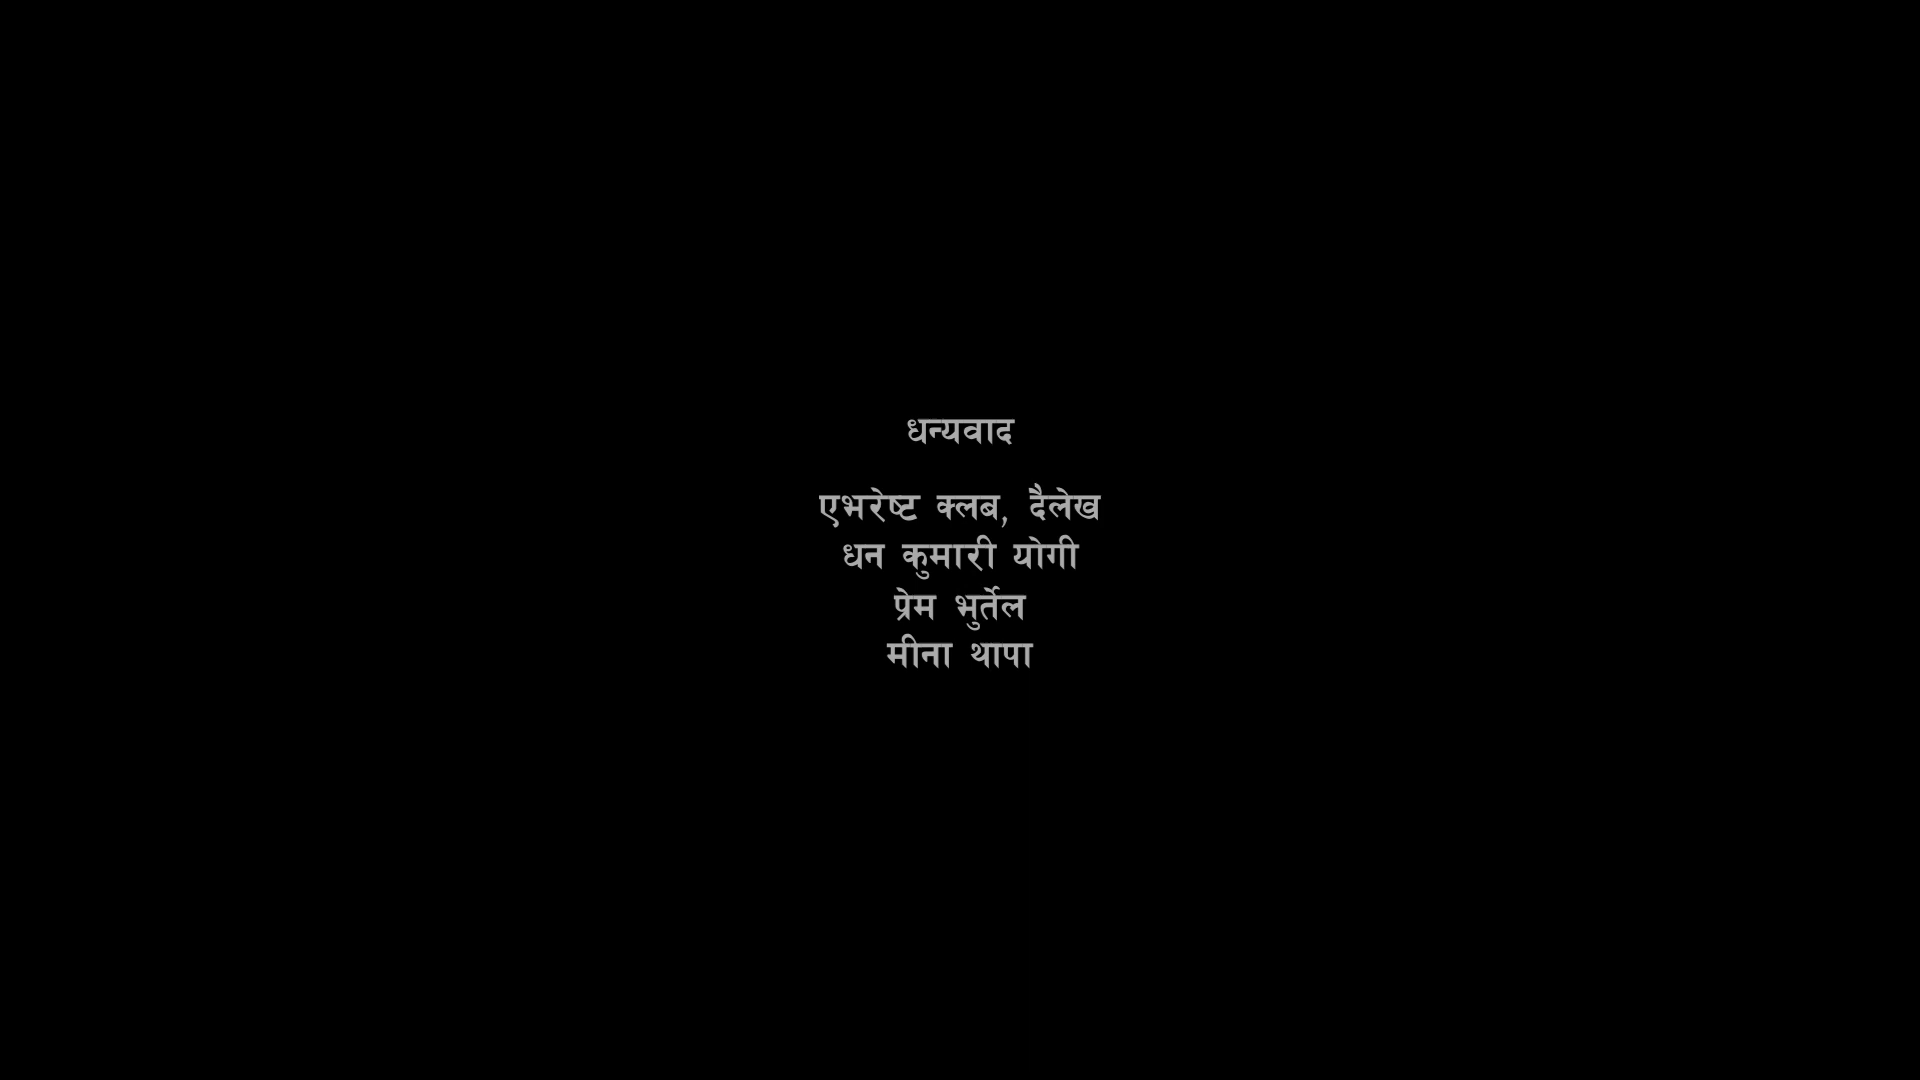 धन्यवाद
एभरेष्ट क्लब, दैलेख
धन कुमारी योगी
प्रेम भुर्तेल
मीना थापा